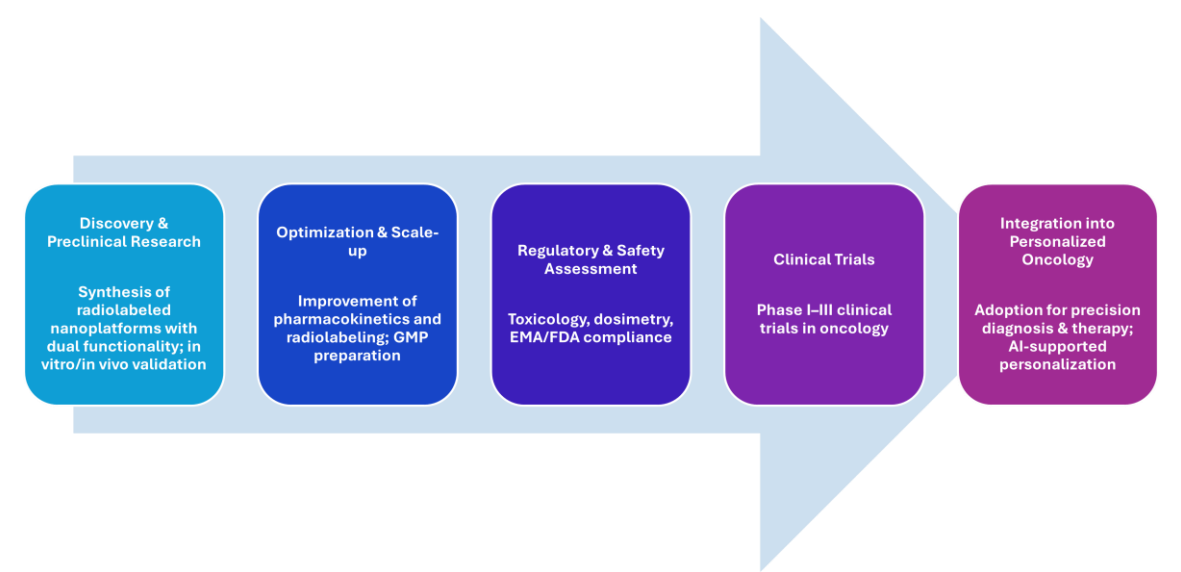 Discovery &
Preclinical Research
Synthesis of
radiolabeled
nanoplatforms with
dual functionality; in
vitro/in vivo validation
Optimization & Scale-
up
Improvement of
pharmacokinetics and
radiolabeling; GMP
preparation
Regulatory & Safety
Assessment
Toxicology, dosimetry,
EMA/FDA compliance
Clinical Trials
Phase I–III clinical
trials in oncology
Integration into
Personalized
Oncology
Adoption for precision
diagnosis & therapy;
AI-supported
personalization